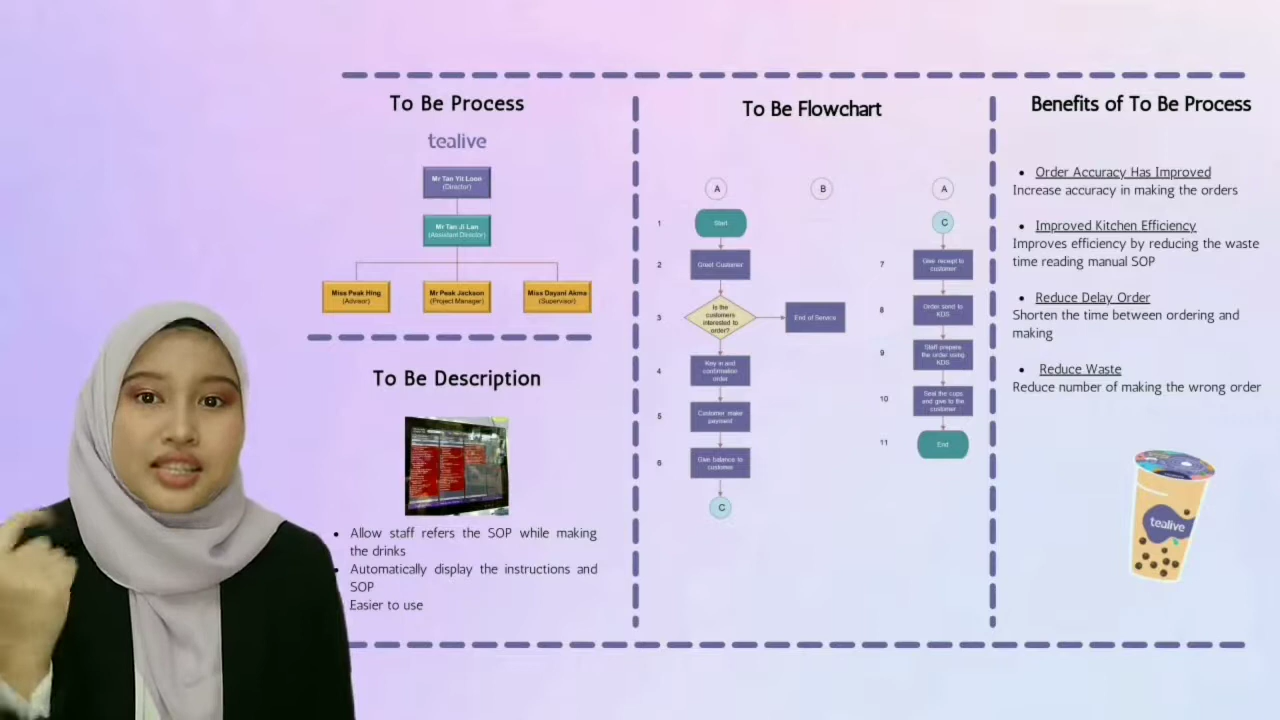 To Be Process
tealive
Mr Tan Yit Loon
(Director)
Mr Tan Ji Lan
(Assistant Director)
Miss Peak Hing
(Advisor)
Mr Peak Jackson
(Project Manager)
Miss Dayani Akma
(Supervisor)
To Be Description
• Allow staff refers the SOP while making
the drinks
• Automatically display the instructions and
SOP
Easier to use
To Be Flowchart
A
B
A
1
Start
2
Greet Customer
3
Is the
customers
interested to
order?
End of Service
4
Key in and
confirmation
order
5
Customer make
payment
6
Give balance to
customer
C
C
7
Give receipt to
customer
8
Order send to
KDS
9
Staff prepare
the order using
KDS
10
Seal the cups
and give to the
customer
11
End
Benefits of To Be Process
• Order Accuracy Has Improved
Increase accuracy in making the orders
• Improved Kitchen Efficiency
Improves efficiency by reducing the waste
time reading manual SOP
• Reduce Delay Order
Shorten the time between ordering and
making
• Reduce Waste
Reduce number of making the wrong order
tealive